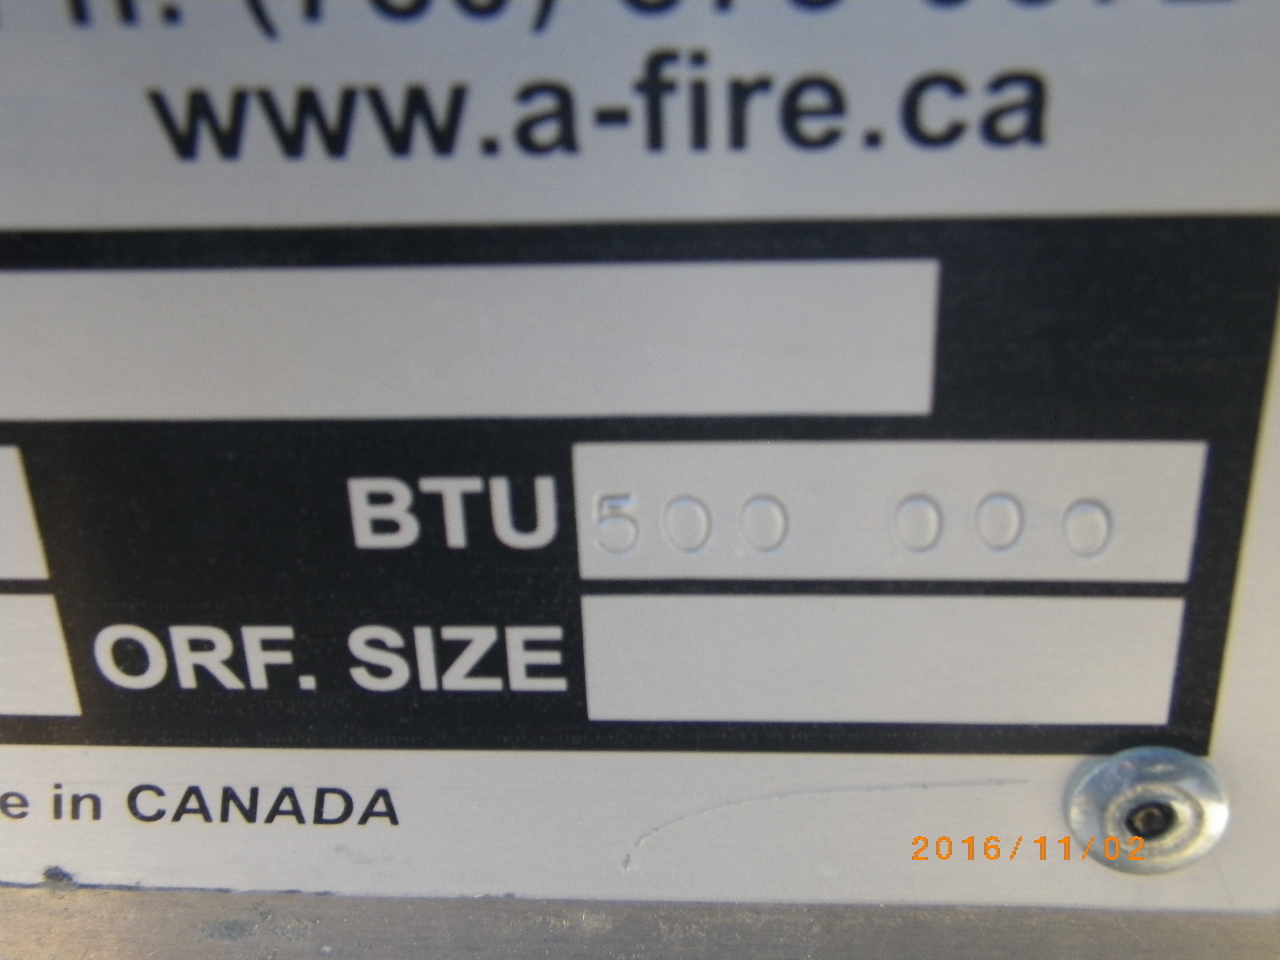 www.a-fire.ca
BTU 500 000
ORF. SIZE
e in CANADA
2016/11/02